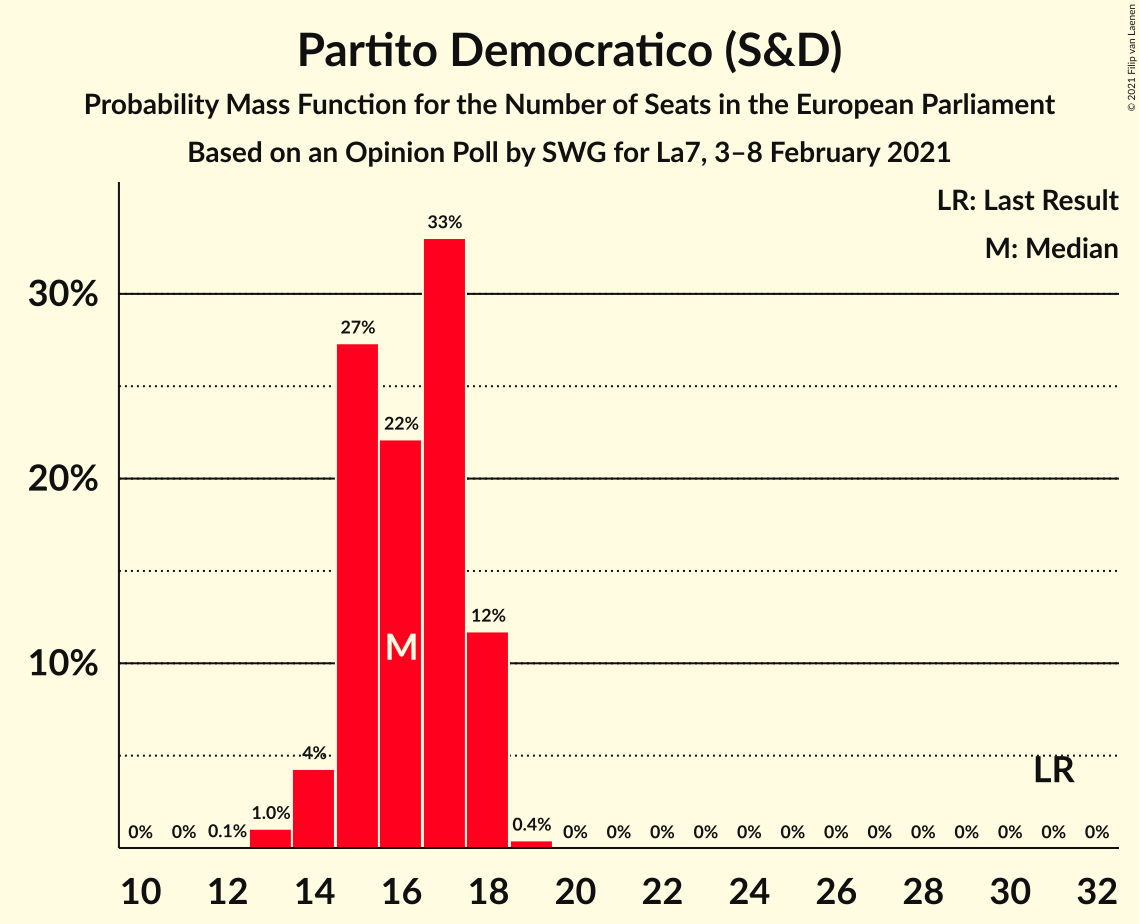 Partito Democratico (S&D)
Probability Mass Function for the Number of Seats in the European Parliament
Based on an Opinion Poll by SWG for La7, 3–8 February 2021
© 2021 Filip van Laenen
LR: Last Result
M: Median
33%
30%
27%
22%
20%
12%
M
10%
4%
LR
0% 0% 0.1% 1.0% 0.4% 0% 0% 0% 0% 0% 0% 0% 0% 0% 0% 0% 0% 0%
10 12 14 16 18 20 22 24 26 28 30 32